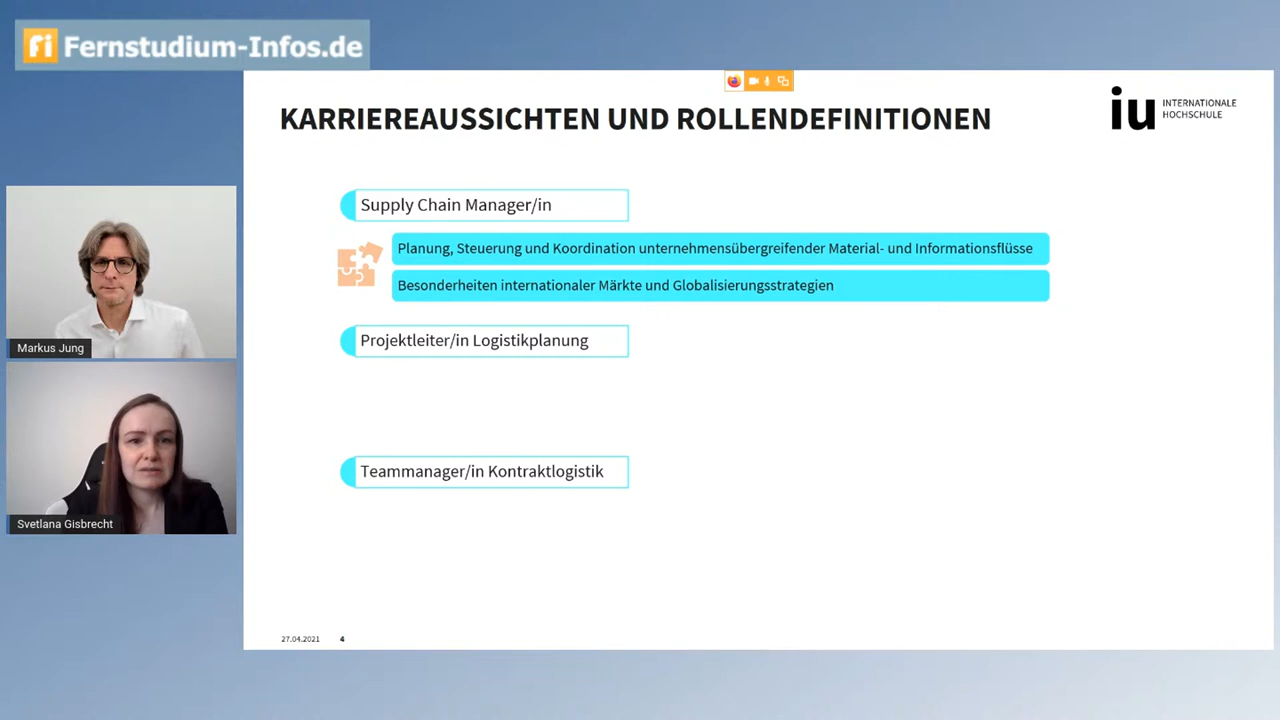 fi Fernstudium-Infos.de
KARRIEREAUSSICHTEN UND ROLLENDEFINITIONEN
iu INTERNATIONALE
HOCHSCHULE
Supply Chain Manager/in
Planung, Steuerung und Koordination unternehmensübergreifender Material- und Informationsflüsse
Besonderheiten internationaler Märkte und Globalisierungsstrategien
Projektleiter/in Logistikplanung
Teammanager/in Kontraktlogistik
Markus Jung
Svetlana Gisbrecht
27.04.2021 4